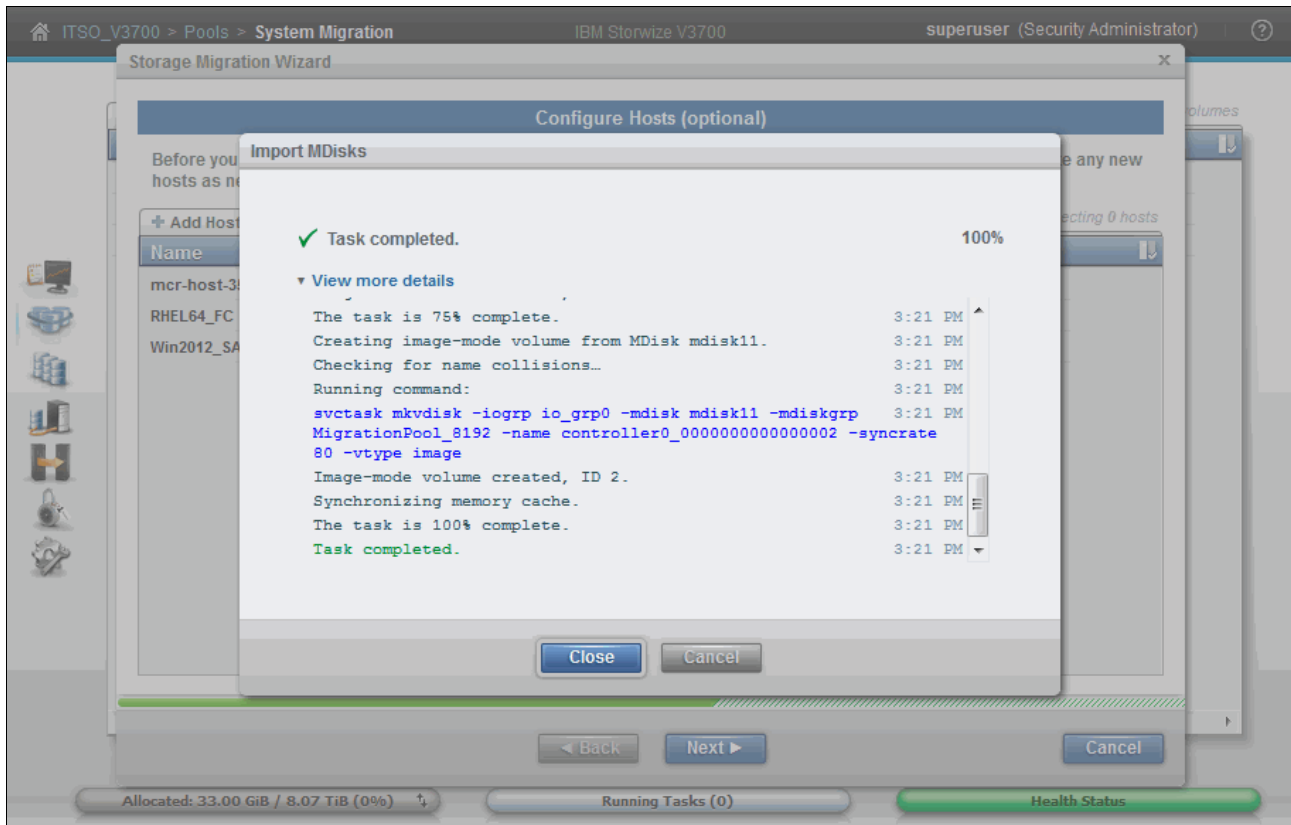 ITSO_V3700 > Pools > System Migration IBM Storwize V3700 superuser (Security Administrator) ?
Storage Migration Wizard x
Configure Hosts (optional)
Import MDisks
Before you e any new
hosts as
Add Host ecting 0 hosts
Name
mcr-host-3
RHEL64_FC
Win2012_SA
volumes
Task completed. 100%
View more details
The task is 75% complete. 3:21 PM
Creating image-mode volume from MDisk mdisk11. 3:21 PM
Checking for name collisions… 3:21 PM
Running command: 3:21 PM
svctask mkvdisk -iogrp io_grp0 -mdisk mdisk11 -mdiskgrp 3:21 PM
MigrationPool_8192 -name controller0_0000000000000002 -syncrate
80 -vtype image
Image-mode volume created, ID 2. 3:21 PM
Synchronizing memory cache. 3:21 PM
The task is 100% complete. 3:21 PM
Task completed. 3:21 PM
Close Cancel
Back Next Cancel
Allocated: 33.00 GiB / 8.07 TiB (0%) Running Tasks (0) Health Status